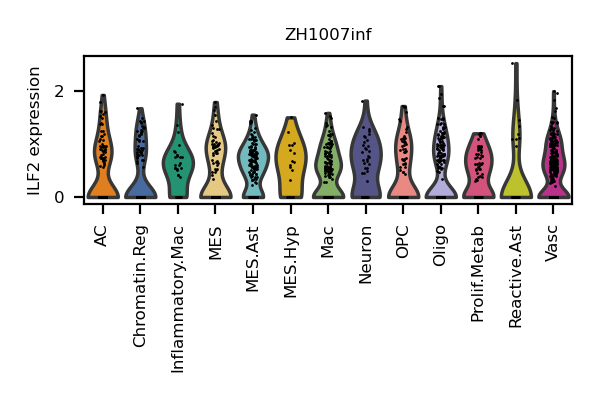 ZH1007inf
ILF2 expression
2
0
AC
Chromatin.Reg
Inflammatory.Mac
MES
MES.Ast
MES.Hyp
Mac
Neuron
OPC
Oligo
Prolif.Metab
Reactive.Ast
Vasc